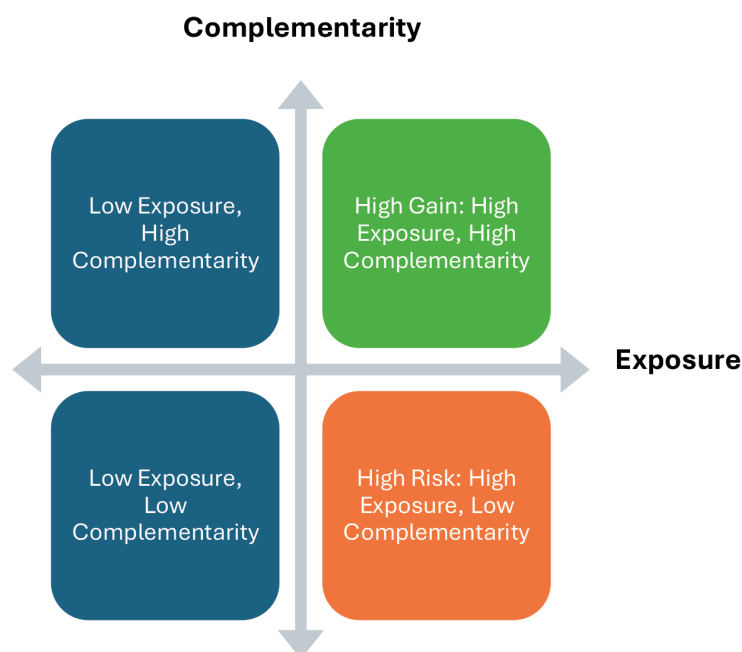 Complementarity
Low Exposure,
High
Complementarity
High Gain: High
Exposure, High
Complementarity
Exposure
Low Exposure,
Low
Complementarity
High Risk: High
Exposure, Low
Complementarity